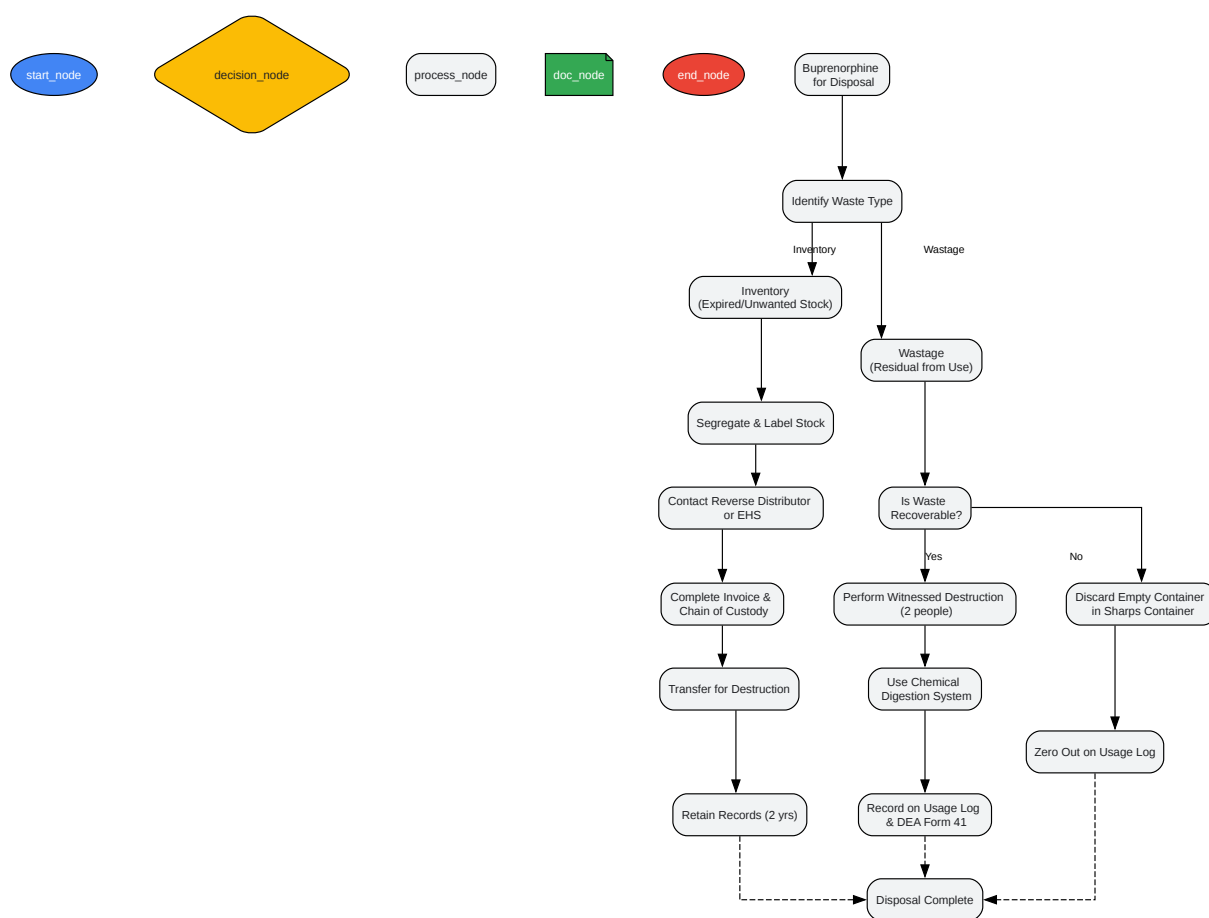 start_node
decision_node
process_node
doc_node
end_node
Buprenorphine
for Disposal
Identify Waste Type
Inventory
Wastage
Inventory
(Expired/Unwanted Stock)
Wastage
(Residual from Use)
Segregate & Label Stock
Contact Reverse Distributor
or EHS
Is Waste
Recoverable?
Yes
No
Complete Invoice &
Chain of Custody
Perform Witnessed Destruction
(2 people)
Discard Empty Container
in Sharps Container
Transfer for Destruction
Use Chemical
Digestion System
Zero Out on Usage Log
Retain Records (2 yrs)
Record on Usage Log
& DEA Form 41
Disposal Complete